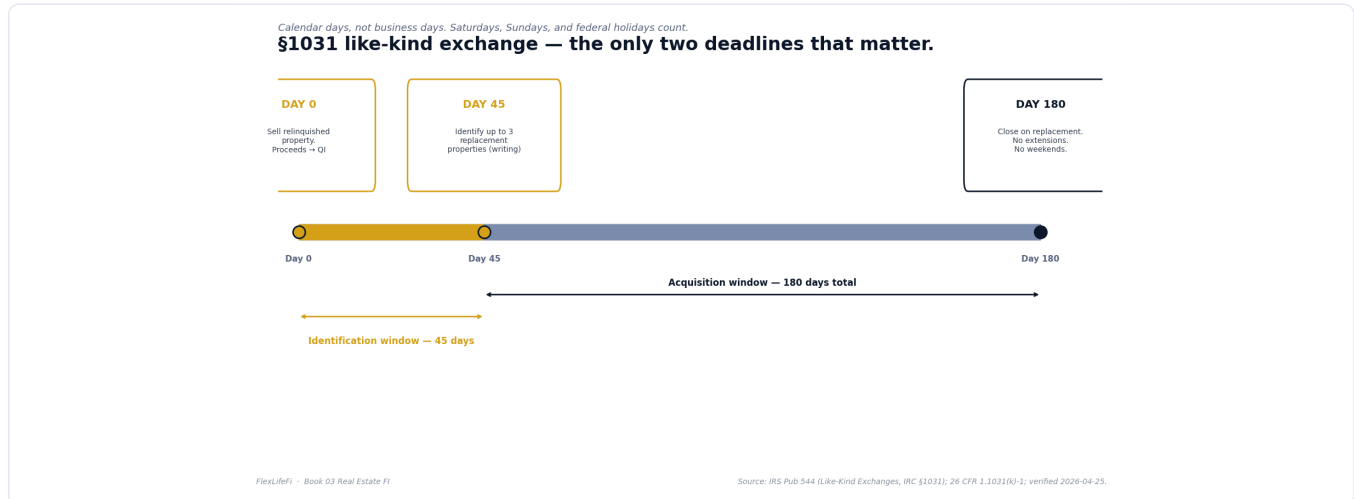 Calendar days, not business days. Saturdays, Sundays, and federal holidays count.
§1031 like-kind exchange — the only two deadlines that matter.
DAY 0
Sell relinquished
property.
Proceeds → QI
DAY 45
Identify up to 3
replacement
properties (writing)
DAY 180
Close on replacement.
No extensions.
No weekends.
Day 0
Day 45
Day 180
Acquisition window — 180 days total
Identification window — 45 days
FlexLifeFi · Book 03 Real Estate FI
Source: IRS Pub 544 (Like-Kind Exchanges, IRC §1031); 26 CFR 1.1031(k)-1; verified 2026-04-25.